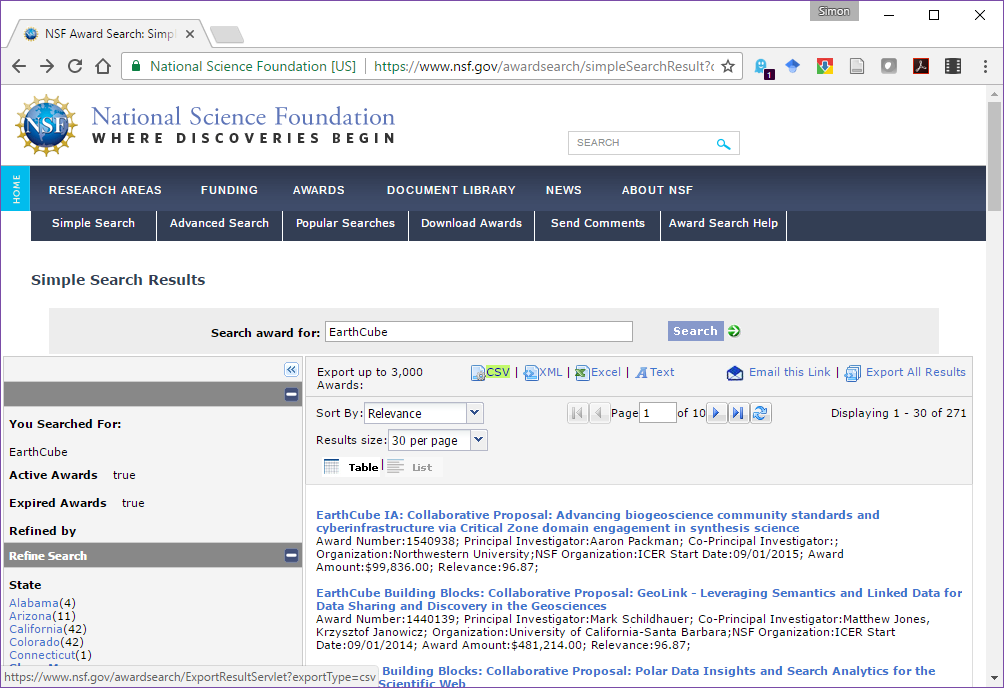 Simon
NSF Award Search: Simpl
National Science Foundation [US] | https://www.nsf.gov/awardsearch/simpleSearchResult?
1
NSF
National Science Foundation
WHERE DISCOVERIES BEGIN
SEARCH
HOME
RESEARCH AREAS FUNDING AWARDS DOCUMENT LIBRARY NEWS ABOUT NSF
Simple Search Advanced Search Popular Searches Download Awards Send Comments Award Search Help
Simple Search Results
Search award for: EarthCube Search
Export up to 3,000 Awards: CSV | XML | Excel | Text Email this Link | Export All Results
Sort By: Relevance Page 1 of 10 Displaying 1 - 30 of 271
Results size: 30 per page
Table | List
You Searched For:
EarthCube
Active Awards true
Expired Awards true
Refined by
Refine Search
State
Alabama(4)
Arizona(11)
California(42)
Colorado(42)
Connecticut(1)
EarthCube IA: Collaborative Proposal: Advancing biogeoscience community standards and
cyberinfrastructure via Critical Zone domain engagement in synthesis science
Award Number:1540938; Principal Investigator:Aaron Packman; Co-Principal Investigator:;
Organization:Northwestern University;NSF Organization:ICER Start Date:09/01/2015; Award
Amount:$99,836.00; Relevance:96.87;
EarthCube Building Blocks: Collaborative Proposal: GeoLink - Leveraging Semantics and Linked Data for
Data Sharing and Discovery in the Geosciences
Award Number:1440139; Principal Investigator:Mark Schildhauer; Co-Principal Investigator:Matthew Jones,
Krzysztof Janowicz; Organization:University of California-Santa Barbara;NSF Organization:ICER Start
Date:09/01/2014; Award Amount:$481,214.00; Relevance:96.87;
Building Blocks: Collaborative Proposal: Polar Data Insights and Search Analytics for the
Scientific Web
https://www.nsf.gov/awardsearch/ExportResultServlet?exportType=csv